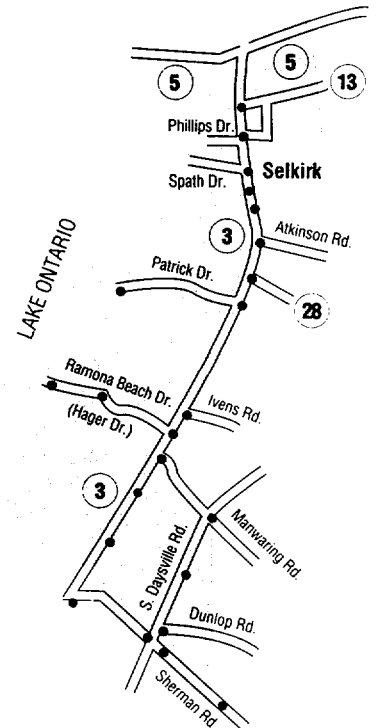 5
5
13
Phillips Dr.
Selkirk
Spath Dr.
3
Atkinson Rd.
LAKE ONTARIO
Patrick Dr.
28
Ramona Beach Dr.
(Hager Dr.)
Ivens Rd.
3
S. Daysville Rd.
Manwaring Rd.
Dunlop Rd.
Sherman Rd